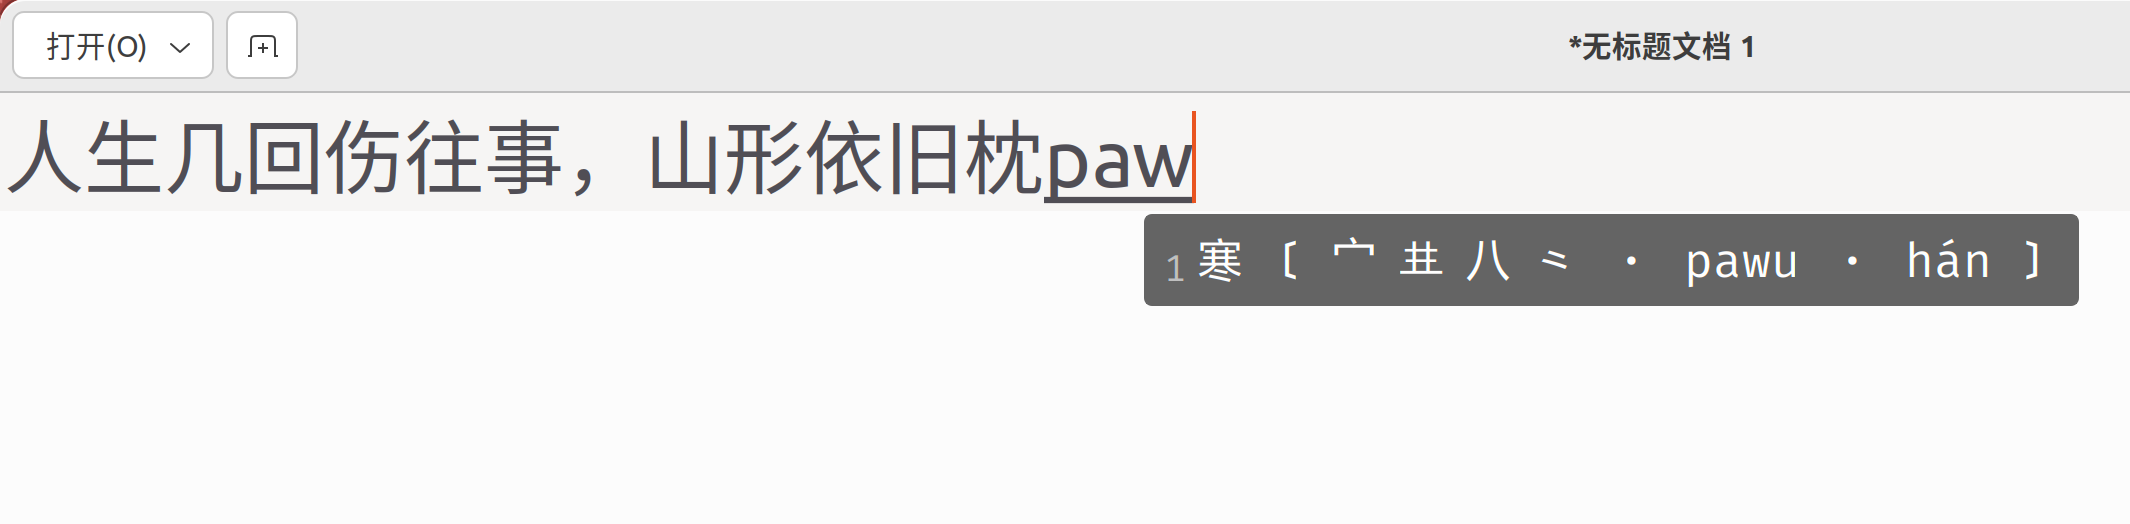 打开(O)
*无标题文档 1
人生几回伤往事，山形依旧枕paw
1 寒 〔 宀 龷 八 ⺀ · pawu · hán 〕